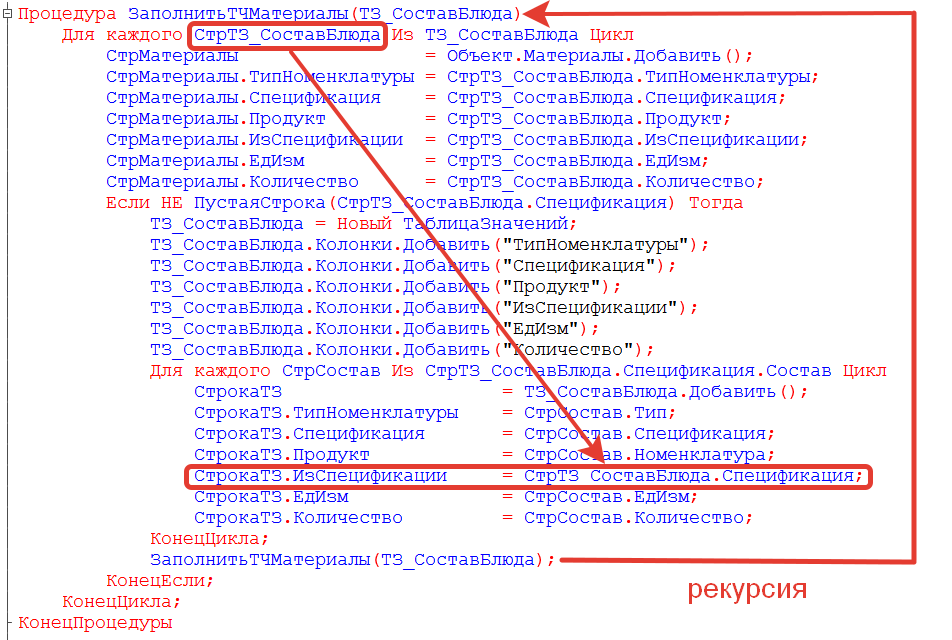 Процедура ЗаполнитьТЧМатериалы(ТЗ_СоставБлюда)
Для каждого СтрТЗ_СоставБлюда Из ТЗ_СоставБлюда Цикл
СтрМатериалы = Объект.Материалы.Добавить();
СтрМатериалы.ТипНоменклатуры = СтрТЗ_СоставБлюда.ТипНоменклатуры;
СтрМатериалы.Спецификация = СтрТЗ_СоставБлюда.Спецификация;
СтрМатериалы.Продукт = СтрТЗ_СоставБлюда.Продукт;
СтрМатериалы.ИзСпецификации = СтрТЗ_СоставБлюда.ИзСпецификации;
СтрМатериалы.ЕдИзм = СтрТЗ_СоставБлюда.ЕдИзм;
СтрМатериалы.Количество = СтрТЗ_СоставБлюда.Количество;
Если НЕ ПустаяСтрока(СтрТЗ_СоставБлюда.Спецификация) Тогда
ТЗ_СоставБлюда = Новый ТаблицаЗначений;
ТЗ_СоставБлюда.Колонки.Добавить("ТипНоменклатуры");
ТЗ_СоставБлюда.Колонки.Добавить("Спецификация");
ТЗ_СоставБлюда.Колонки.Добавить("Продукт");
ТЗ_СоставБлюда.Колонки.Добавить("ИзСпецификации");
ТЗ_СоставБлюда.Колонки.Добавить("ЕдИзм");
ТЗ_СоставБлюда.Колонки.Добавить("Количество");
Для каждого СтрСостав Из СтрТЗ_СоставБлюда.Спецификация.Состав Цикл
СтрокаТЗ = ТЗ_СоставБлюда.Добавить();
СтрокаТЗ.ТипНоменклатуры = СтрСостав.Тип;
СтрокаТЗ.Спецификация = СтрСостав.Спецификация;
СтрокаТЗ.Продукт = СтрСостав.Номенклатура;
СтрокаТЗ.ИзСпецификации = СтрТЗ_СоставБлюда.Спецификация;
СтрокаТЗ.ЕдИзм = СтрСостав.ЕдИзм;
СтрокаТЗ.Количество = СтрСостав.Количество;
КонецЦикла;
ЗаполнитьТЧМатериалы(ТЗ_СоставБлюда);
КонецЕсли;
рекурсия
КонецЦикла;
КонецПроцедуры